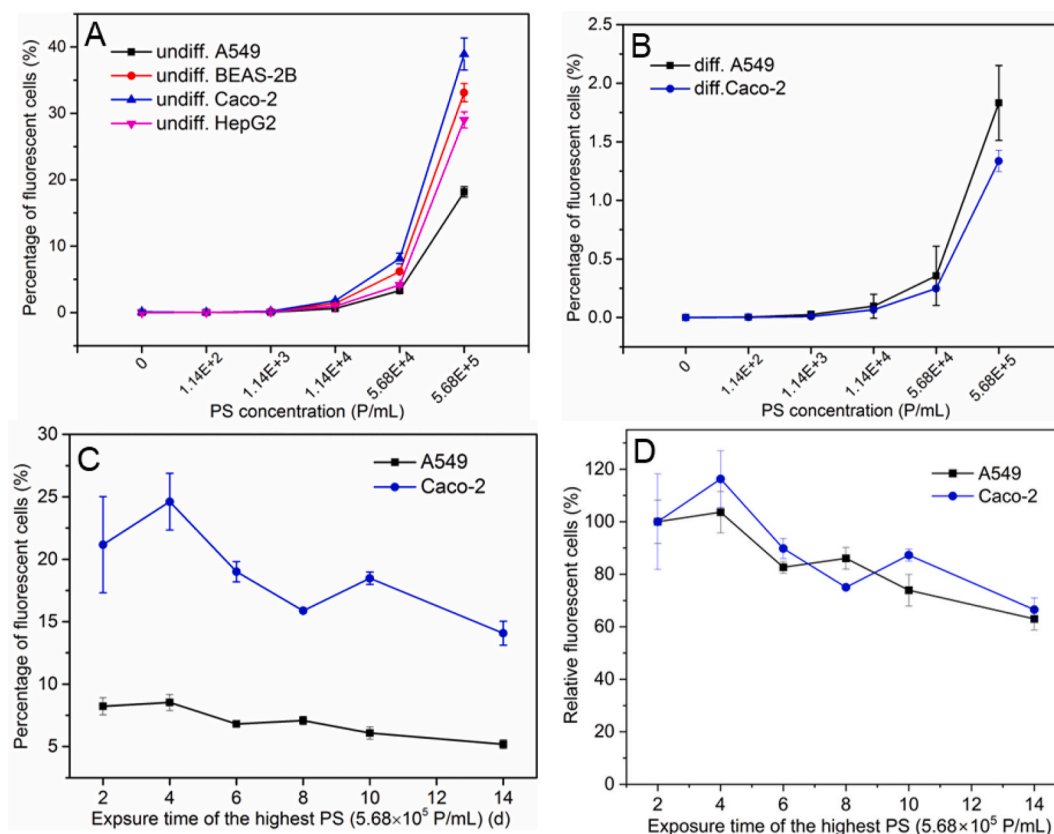 A
undiff. A549
undiff. BEAS-2B
undiff. Caco-2
undiff. HepG2
Percentage of fluorescent cells (%)
40
30
20
10
0
0
1.14E+2
1.14E+3
1.14E+4
5.68E+4
5.68E+5
PS concentration (P/mL)
B
diff. A549
diff.Caco-2
Percentage of fluorescent cells (%)
2.5
2.0
1.5
1.0
0.5
0.0
0
1.14E+2
1.14E+3
1.14E+4
5.68E+4
5.68E+5
PS concentration (P/mL)
C
A549
Caco-2
Percentage of fluorescent cells (%)
30
25
20
15
10
5
2 4 6 8 10 12 14
Expsure time of the highest PS (5.68×10⁵ P/mL) (d)
D
A549
Caco-2
Relative fluorescent cells (%)
120
100
80
60
40
20
0
2 4 6 8 10 12 14
Expsure time of the highest PS (5.68×10⁵ P/mL) (d)